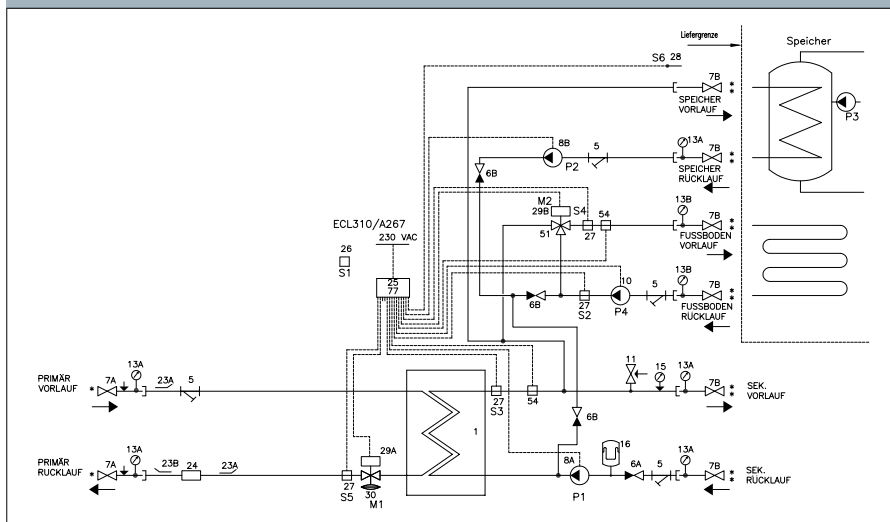 Liefergrenze
Speicher
S6 28
7B
*
*
SPEICHER
VORLAUF
P3
13A
8B
5
7B
*
*
P2
6B
SPEICHER
RÜCKLAUF
M2
S4
13B
29B
54
7B
*
*
ECL310/A267
51
27
FUSSBODEN
VORLAUF
230 VAC
26
S1
25
77
13B
10
5
7B
*
*
6B
27
S2
P4
FUSSBODEN
RÜCKLAUF
PRIMÄR
VORLAUF
*
7A
13A
23A
5
27
S3
54
11
15
13A
7B
*
*
SEK.
VORLAUF
1
6B
29A
16
PRIMÄR
RUCKLAUF
*
7A
13A
23B
24
23A
27
S5
30
M1
8A
P1
6A
5
13A
7B
*
*
SEK.
RÜCKLAUF